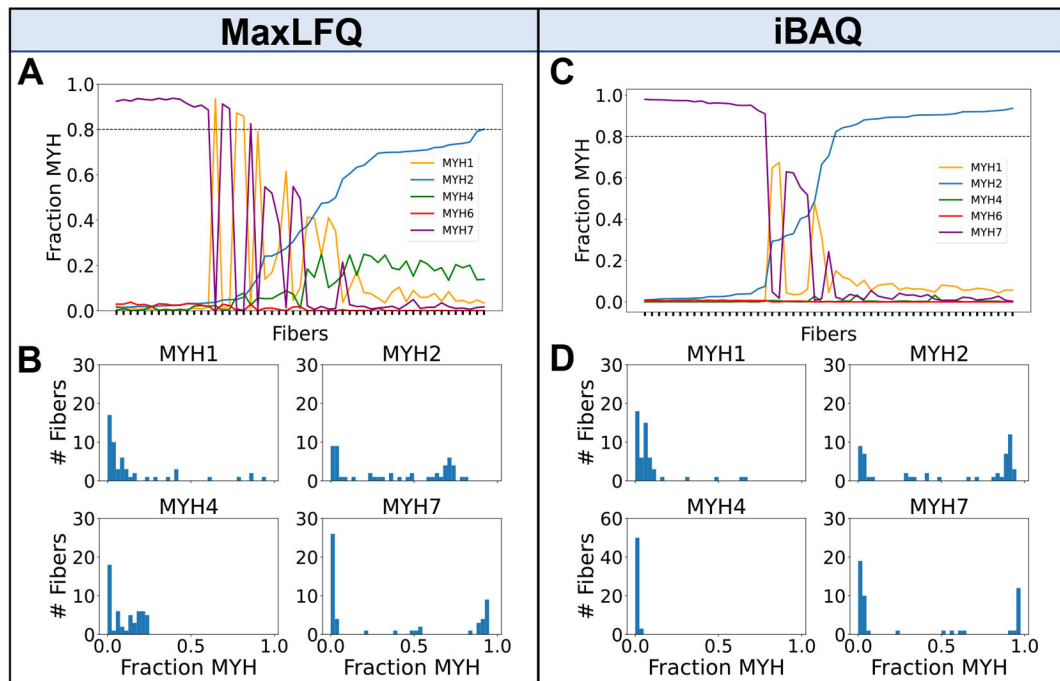 MaxLFQ
A
Fraction MYH
1.0
0.8
0.6
0.4
0.2
0.0
MYH1
MYH2
MYH4
MYH6
MYH7
Fibers
B
MYH1
MYH2
# Fibers
30
20
10
0
30
20
10
0
MYH4
MYH7
# Fibers
30
20
10
0
30
20
10
0
0.0 0.5 1.0
0.0 0.5 1.0
Fraction MYH
Fraction MYH
iBAQ
C
Fraction MYH
1.0
0.8
0.6
0.4
0.2
0.0
MYH1
MYH2
MYH4
MYH6
MYH7
Fibers
D
MYH1
MYH2
# Fibers
30
20
10
0
30
20
10
0
MYH4
MYH7
# Fibers
60
40
20
0
30
20
10
0
0.0 0.5 1.0
0.0 0.5 1.0
Fraction MYH
Fraction MYH